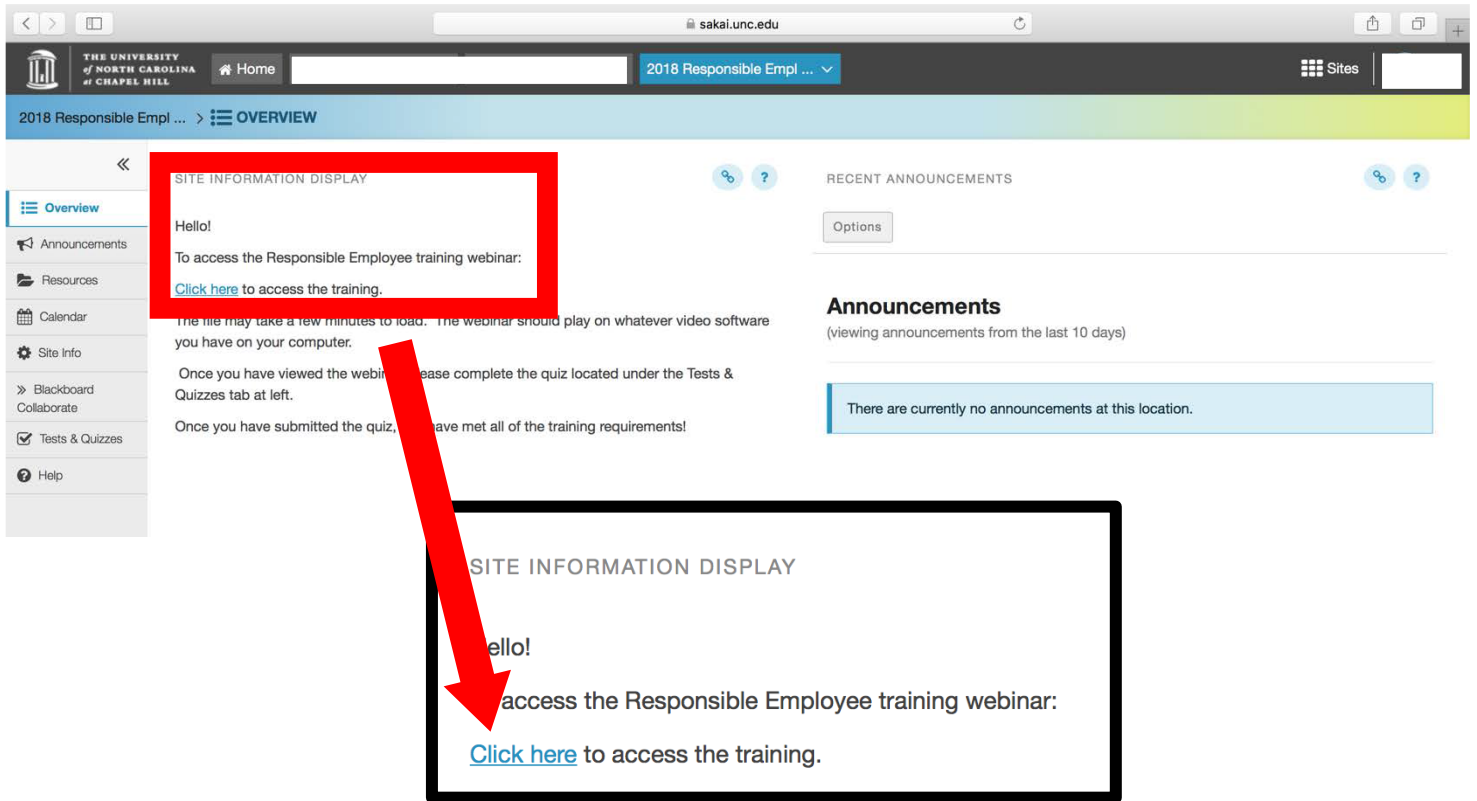 sakai.unc.edu
THE UNIVERSITY
of NORTH CAROLINA
at CHAPEL HILL
Home
2018 Responsible Empl ...
Sites
2018 Responsible Empl ... > OVERVIEW
Overview
Announcements
Resources
Calendar
Site Info
Blackboard
Collaborate
Tests & Quizzes
Help
SITE INFORMATION DISPLAY
Hello!
To access the Responsible Employee training webinar:
Click here to access the training.
The file may take a few minutes to load. The webinar should play on whatever video software
you have on your computer.
Once you have viewed the webinar, please complete the quiz located under the Tests &
Quizzes tab at left.
Once you have submitted the quiz, have met all of the training requirements!
RECENT ANNOUNCEMENTS
Options
Announcements
(viewing announcements from the last 10 days)
There are currently no announcements at this location.
SITE INFORMATION DISPLAY
ello!
access the Responsible Employee training webinar:
Click here to access the training.